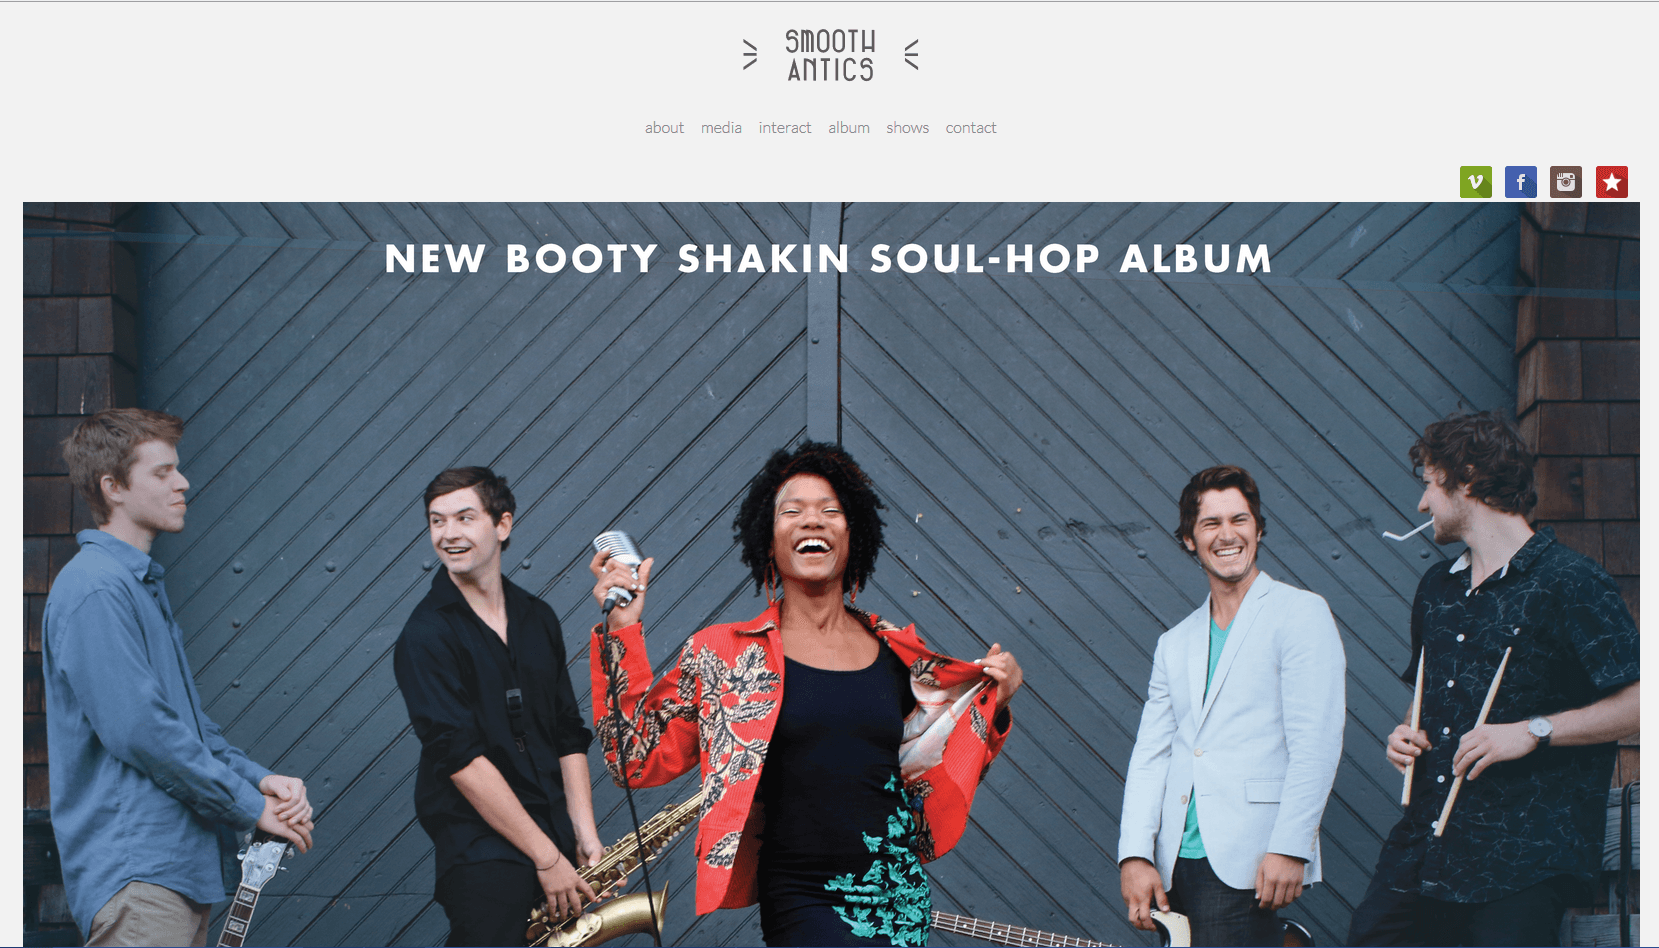 SMOOTH
ANTICS
about media interact album shows contact
NEW BOOTY SHAKIN SOUL-HOP ALBUM